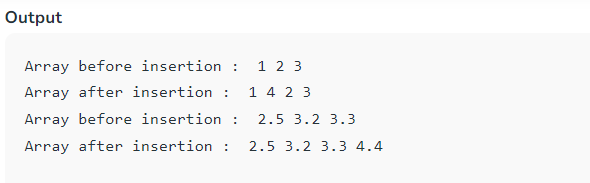 Output
Array before insertion :  1 2 3
Array after insertion :  1 4 2 3
Array before insertion :  2.5 3.2 3.3
Array after insertion :  2.5 3.2 3.3 4.4